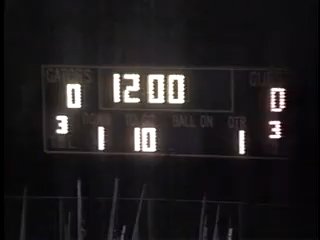 GATORS 12:00
0 0
DOWN TO GO BALL ON QTR
3 1 10 1 3